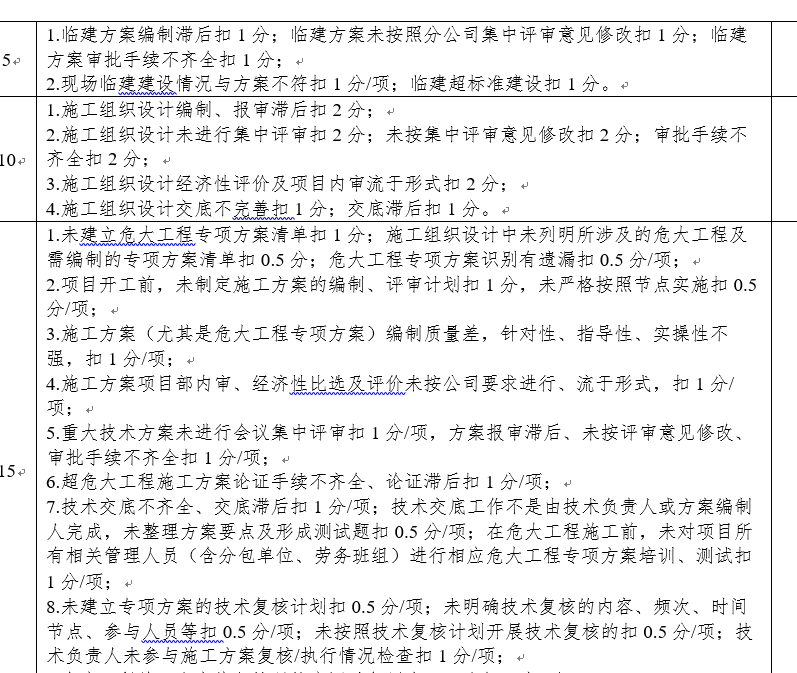 5
1.临建方案编制滞后扣 1 分；临建方案未按照分公司集中评审意见修改扣 1 分；临建
方案审批手续不齐全扣 1 分；
2.现场临建建设情况与方案不符扣 1 分/项；临建超标准建设扣 1 分。
10
1.施工组织设计编制、报审滞后扣 2 分；
2.施工组织设计未进行集中评审扣 2 分；未按集中评审意见修改扣 2 分；审批手续不
齐全扣 2 分；
3.施工组织设计经济性评价及项目内审流于形式扣 2 分；
4.施工组织设计交底不完善扣 1 分；交底滞后扣 1 分。
15
1.未建立危大工程专项方案清单扣 1 分；施工组织设计中未列明所涉及的危大工程及
需编制的专项方案清单扣 0.5 分；危大工程专项方案识别有遗漏扣 0.5 分/项；
2.项目开工前，未制定施工方案的编制、评审计划扣 1 分，未严格按照节点实施扣 0.5
分/项；
3.施工方案（尤其是危大工程专项方案）编制质量差，针对性、指导性、实操性不
强，扣 1 分/项；
4.施工方案项目部内审、经济性比选及评价未按公司要求进行、流于形式，扣 1 分/
项；
5.重大技术方案未进行会议集中评审扣 1 分/项，方案报审滞后、未按评审意见修改、
审批手续不齐全扣 1 分/项；
6.超危大工程施工方案论证手续不齐全、论证滞后扣 1 分/项；
7.技术交底不齐全、交底滞后扣 1 分/项；技术交底工作不是由技术负责人或方案编制
人完成，未整理方案要点及形成测试题扣 0.5 分/项；在危大工程施工前，未对项目所
有相关管理人员（含分包单位、劳务班组）进行相应危大工程专项方案培训、测试扣
1 分/项；
8.未建立专项方案的技术复核计划扣 0.5 分/项；未明确技术复核的内容、频次、时间
节点、参与人员等扣 0.5 分/项；未按照技术复核计划开展技术复核的扣 0.5 分/项；技
术负责人未参与施工方案复核/执行情况检查扣 1 分/项；